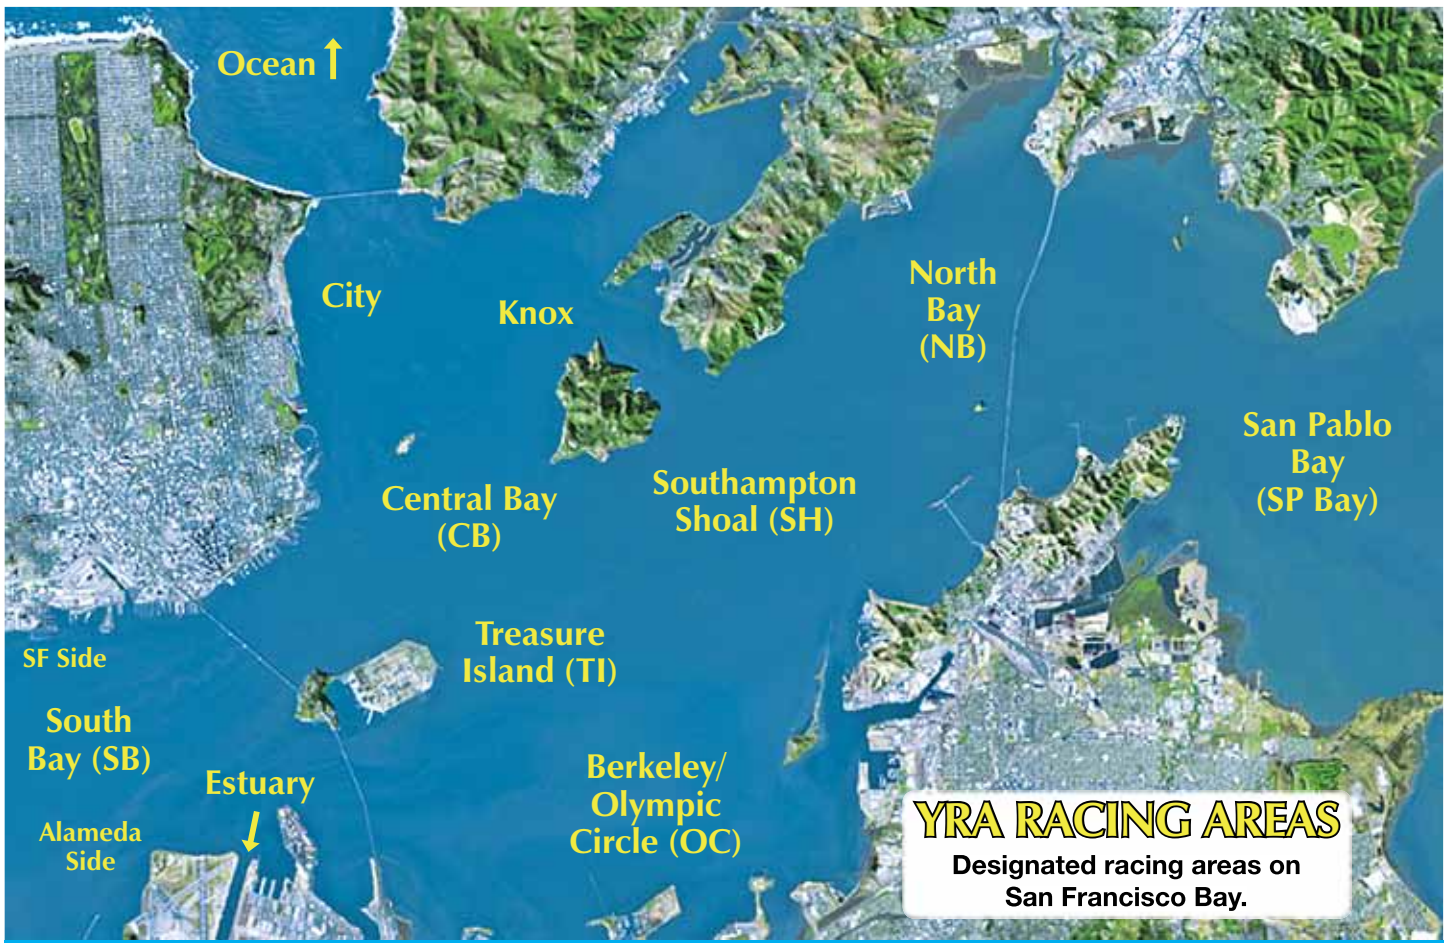 Ocean
City
Knox
North
Bay
(NB)
San Pablo
Bay
(SP Bay)
Central Bay
(CB)
Southampton
Shoal (SH)
SF Side
Treasure
Island (TI)
South
Bay (SB)
Estuary
Alameda
Side
Berkeley/
Olympic
Circle (OC)
YRA RACING AREAS
Designated racing areas on
San Francisco Bay.